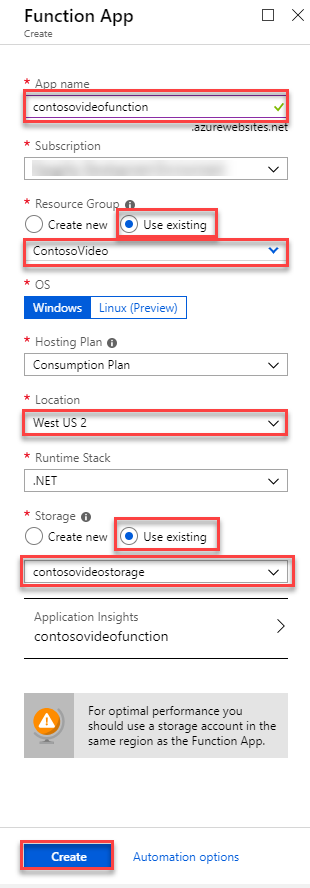 Function App
Create
* App name
contosovideofunction
.azurewebsites.net
* Subscription
* Resource Group
Create new Use existing
ContosoVideo
* OS
Windows Linux (Preview)
* Hosting Plan
Consumption Plan
* Location
West US 2
* Runtime Stack
.NET
* Storage
Create new Use existing
contosovideostorage
Application Insights
contosovideofunction
For optimal performance you
should use a storage account in the
same region as the Function App.
Create Automation options